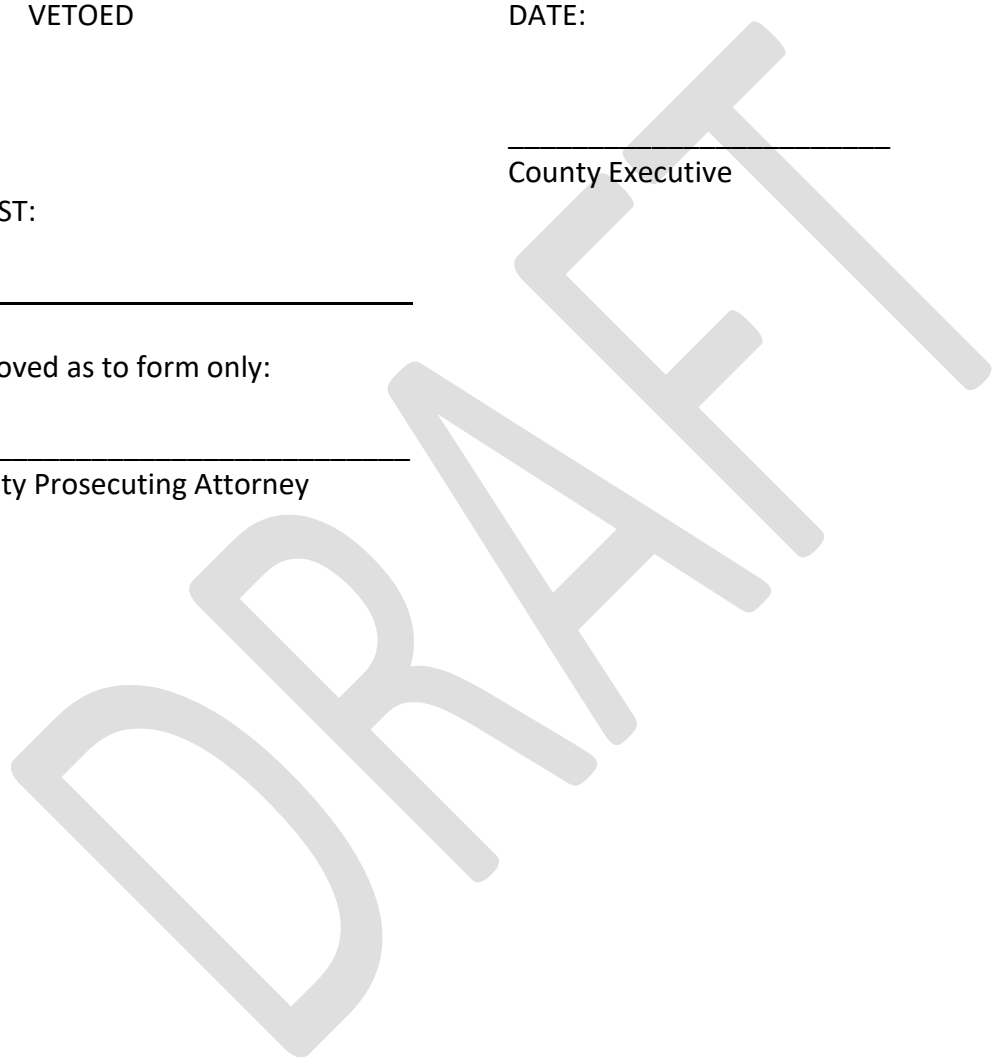 VETOED DATE:
County Executive
ST:
oved as to form only:
ty Prosecuting Attorney
DRAFT